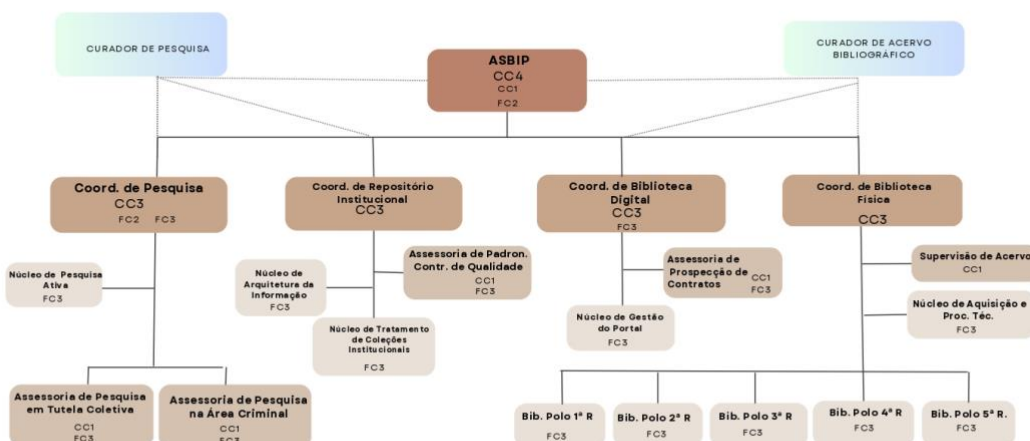 CURADOR DE PESQUISA
CURADOR DE ACERVO
BIBLIOGRÁFICO
ASBIP
CC4
CC1
FC2
Coord. de Pesquisa
CC3
FC2 FC3
Coord. de Repositório
Institucional
CC3
Coord. de Biblioteca
Digital
CC3
FC3
Coord. de Biblioteca
Física
CC3
Núcleo de Pesquisa
Ativa
FC3
Núcleo de
Arquitetura da
Informação
FC3
Assessoria de Padron.
Contr. de Qualidade
CC1
FC3
Núcleo de Tratamento
de Coleções
Institucionais
FC3
Assessoria de
Prospecção de
Contratos
CC1
FC3
Núcleo de Gestão
do Portal
FC3
Supervisão de Acervo
CC1
Núcleo de Aquisição e
Proc. Téc.
FC3
Assessoria de Pesquisa
em Tutela Coletiva
CC1
FC3
Assessoria de Pesquisa
na Área Criminal
CC1
FC3
Bib. Polo 1ª R
FC3
Bib. Polo 2ª R
FC3
Bib. Polo 3ª R
FC3
Bib. Polo 4ª R
FC3
Bib. Polo 5ª R.
FC3